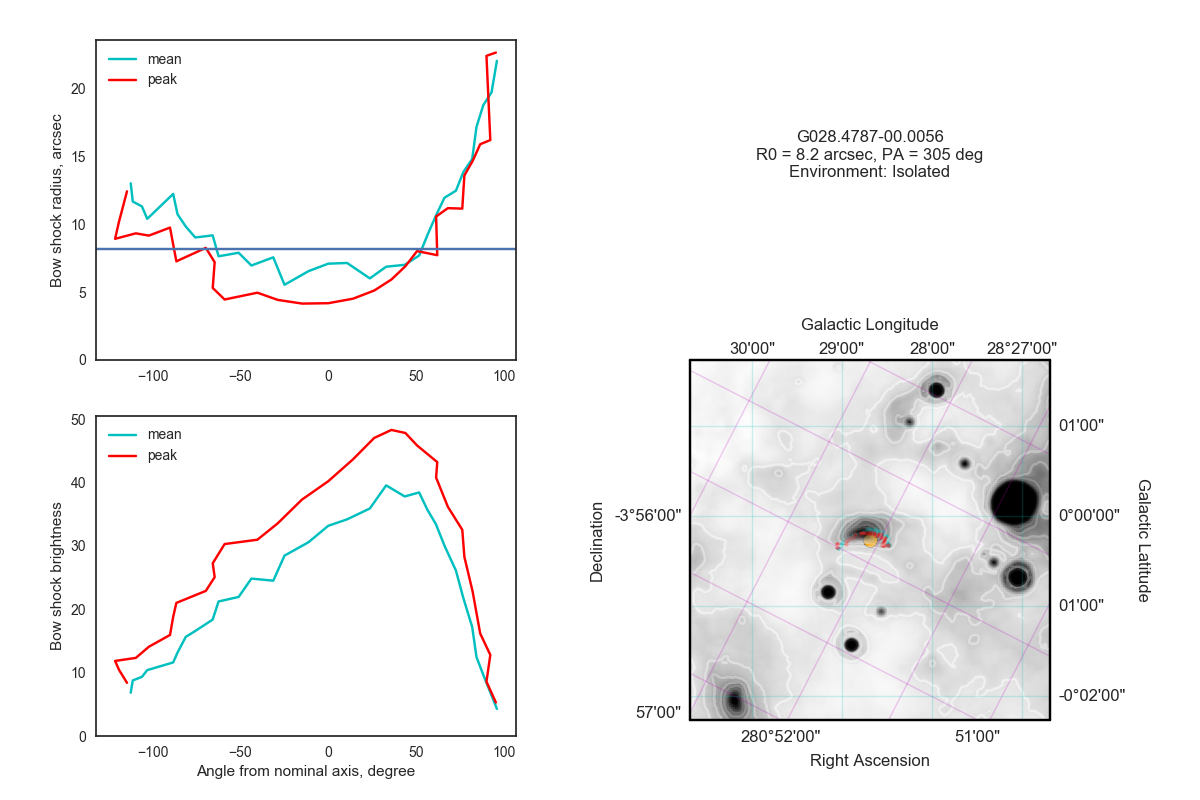 mean
peak
20
15
10
5
0
−100
−50
0
50
100
Bow shock radius, arcsec
mean
peak
50
40
30
20
10
0
−100
−50
0
50
100
Bow shock brightness
Angle from nominal axis, degree
G028.4787-00.0056
R0 = 8.2 arcsec, PA = 305 deg
Environment: Isolated
Galactic Longitude
30'00" 29'00" 28'00" 28°27'00"
01'00"
0°00'00"
01'00"
-0°02'00"
Galactic Latitude
-3°56'00"
57'00"
Declination
280°52'00" 51'00"
Right Ascension